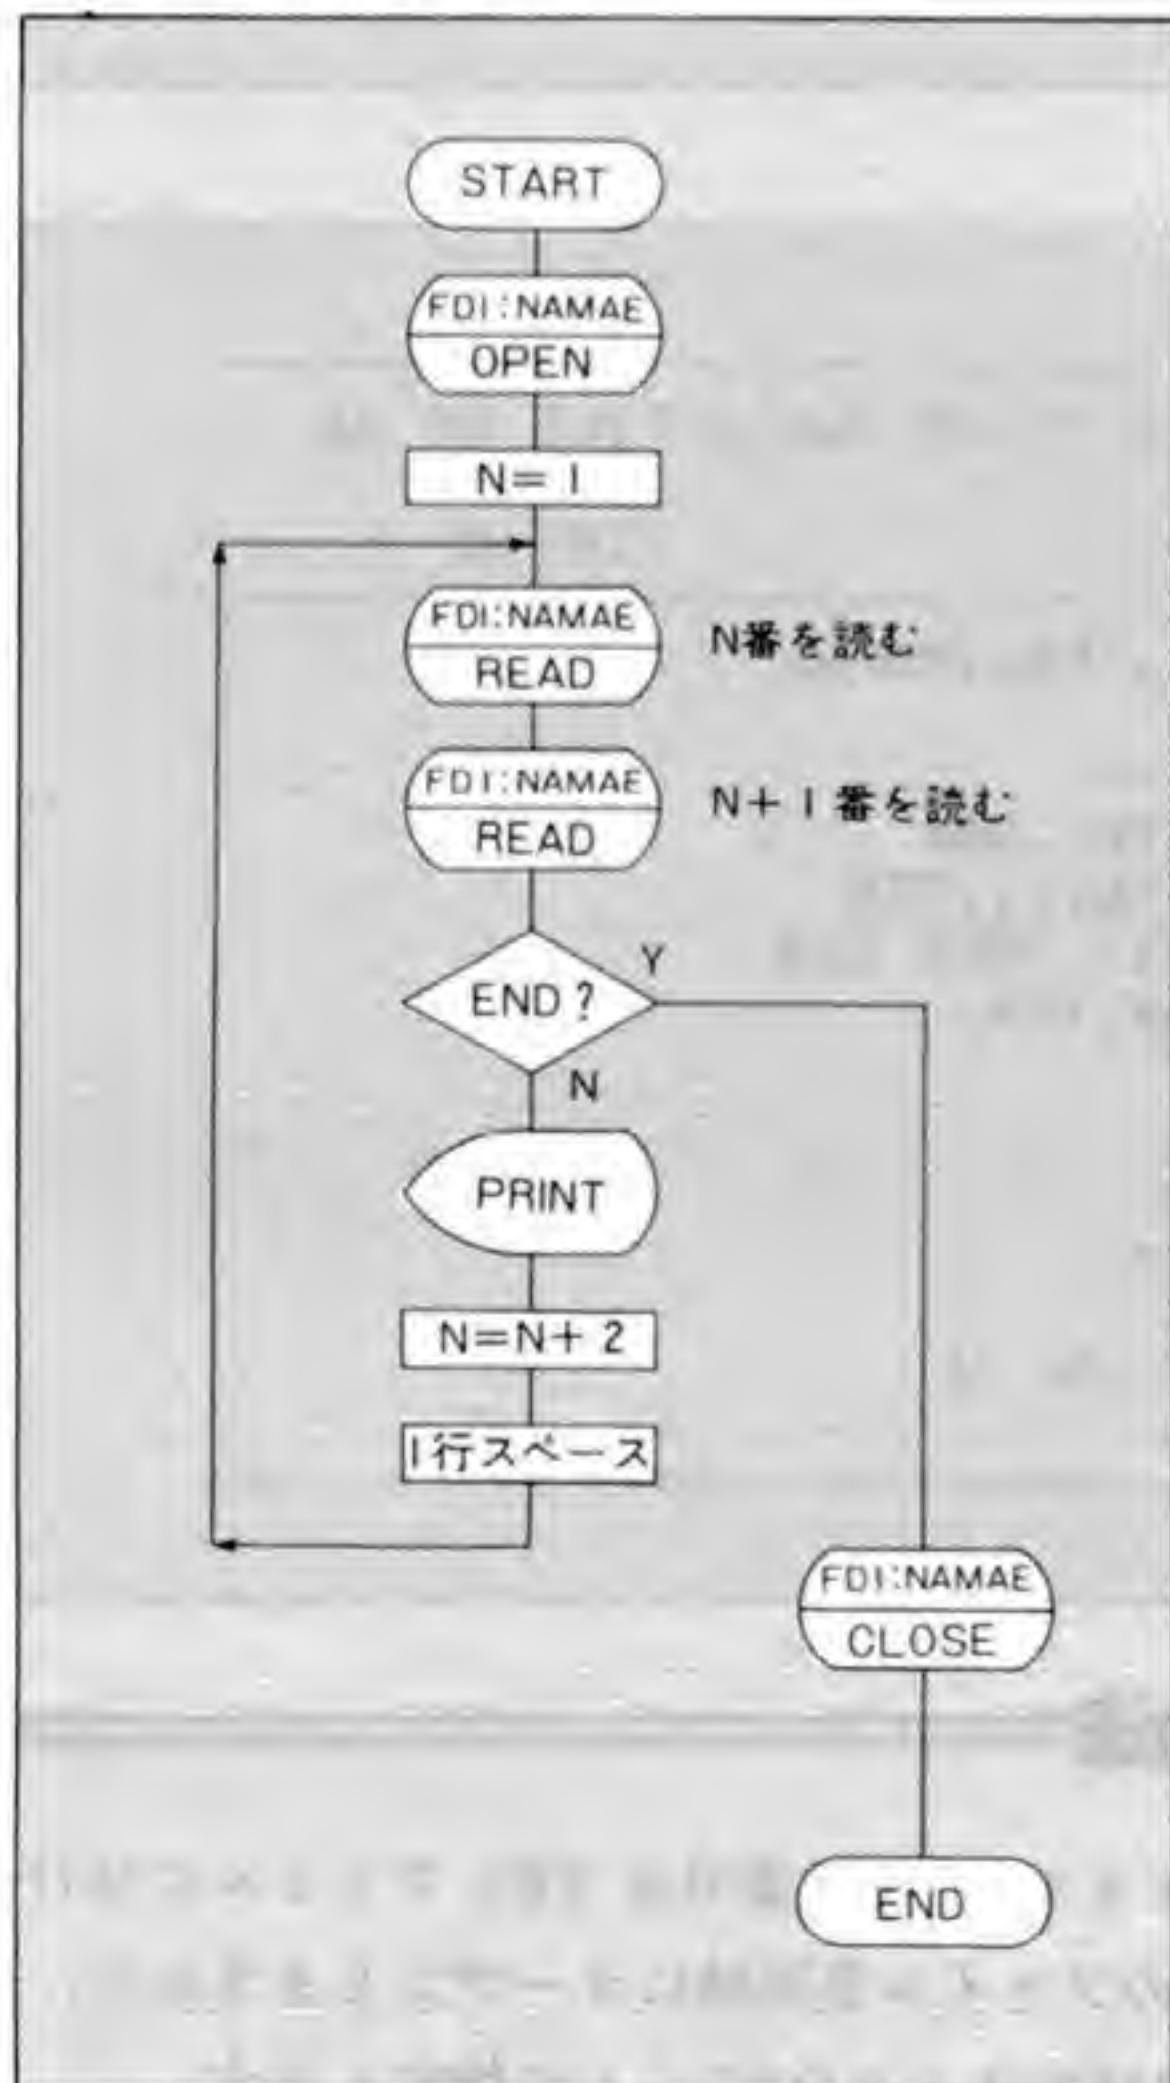 START
FD1:NAMAE
OPEN
N=1
FD1:NAMAE
READ
N番を読む
FD1:NAMAE
READ
N+1番を読む
END?
Y
N
PRINT
N=N+2
1行スペース
FD1:NAMAE
CLOSE
END